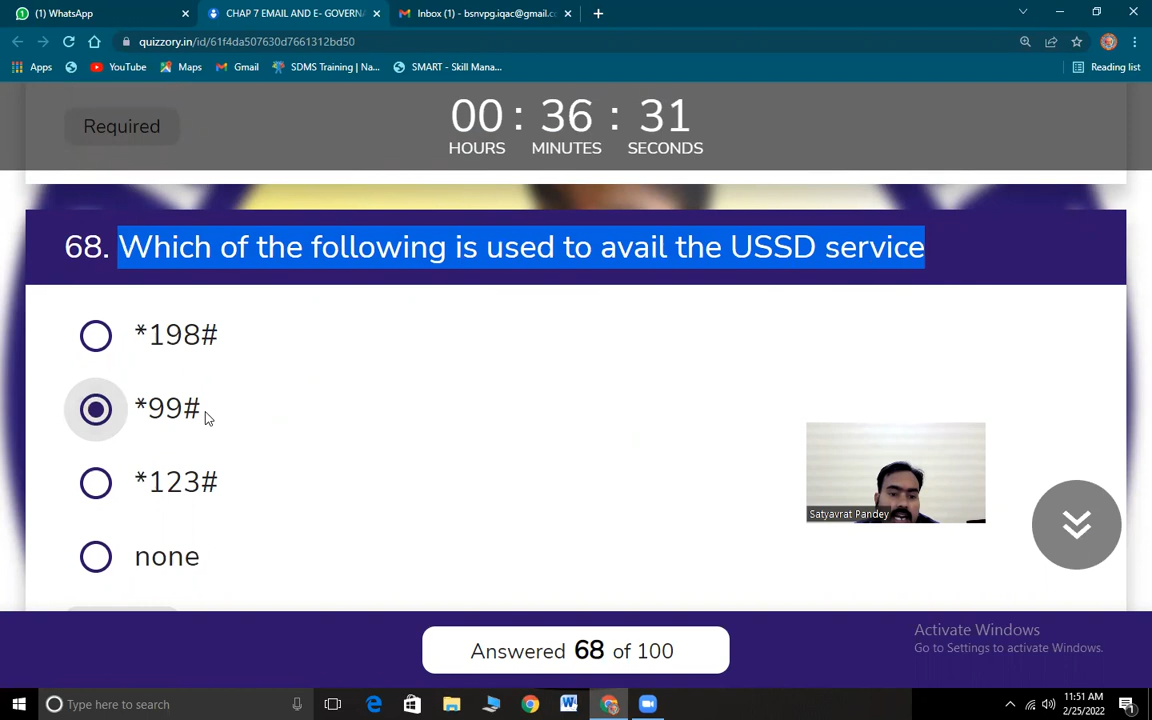 (1) WhatsApp
CHAP 7 EMAIL AND E- GOVERNA
Inbox (1) - bsnvpg.iqac@gmail.co
quizzory.in/id/61f4da507630d7661312bd50
Apps
YouTube
Maps
Gmail
SDMS Training | Na...
SMART - Skill Mana...
Reading list
Required
00 : 36 : 31
HOURS MINUTES SECONDS
68. Which of the following is used to avail the USSD service
*198#
*99#
*123#
none
Satyavrat Pandey
Answered 68 of 100
Activate Windows
Go to Settings to activate Windows.
Type here to search
11:51 AM
2/25/2022